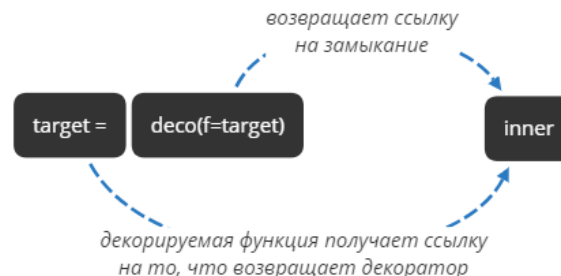 возвращает ссылку
на замыкание
target = deco(f=target) inner
декорируемая функция получает ссылку
на то, что возвращает декоратор